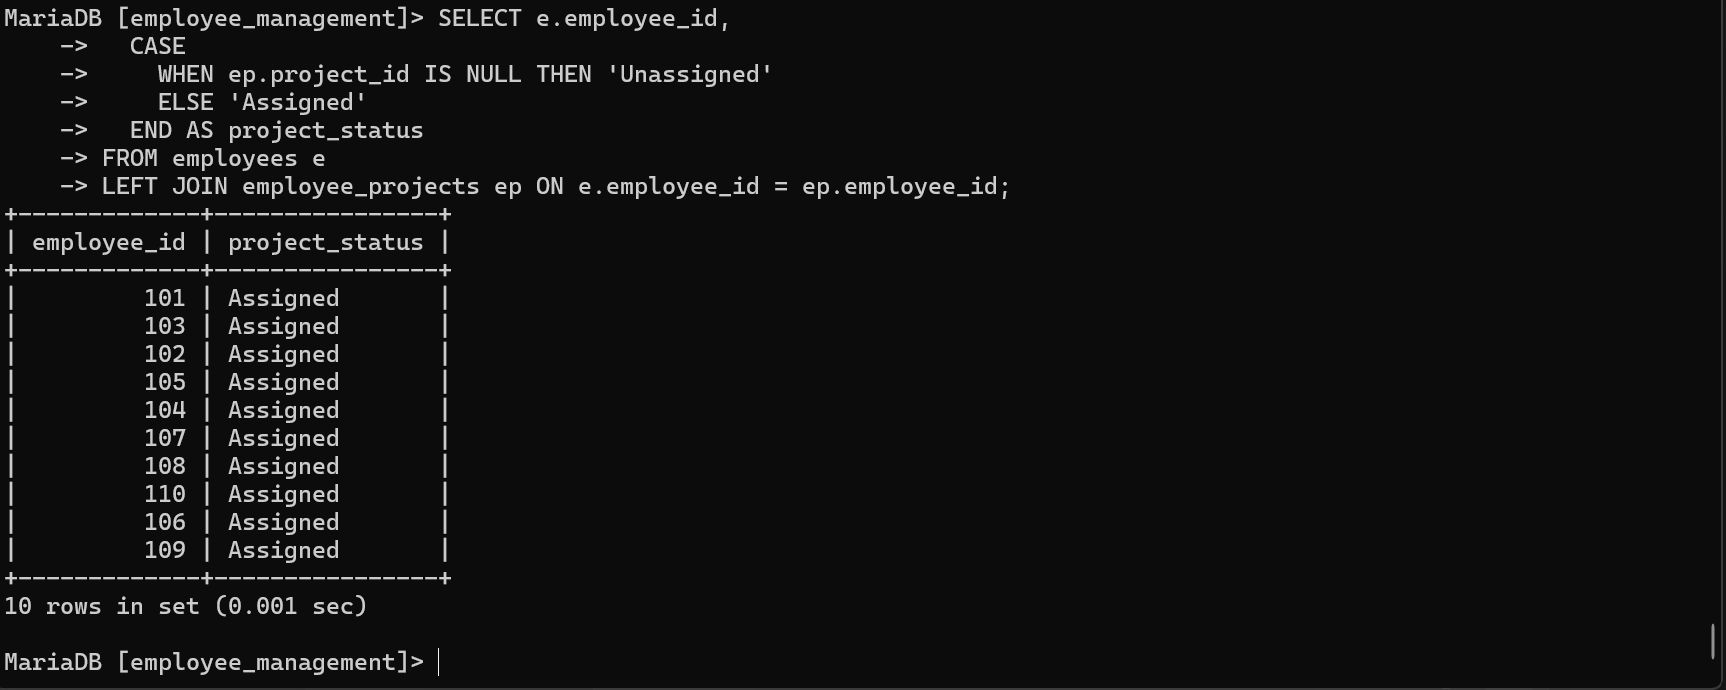 MariaDB [employee_management]> SELECT e.employee_id,
    ->   CASE
    ->     WHEN ep.project_id IS NULL THEN 'Unassigned'
    ->     ELSE 'Assigned'
    ->   END AS project_status
    -> FROM employees e
    -> LEFT JOIN employee_projects ep ON e.employee_id = ep.employee_id;
+-------------+----------------+
| employee_id | project_status |
+-------------+----------------+
|         101 | Assigned       |
|         103 | Assigned       |
|         102 | Assigned       |
|         105 | Assigned       |
|         104 | Assigned       |
|         107 | Assigned       |
|         108 | Assigned       |
|         110 | Assigned       |
|         106 | Assigned       |
|         109 | Assigned       |
+-------------+----------------+
10 rows in set (0.001 sec)

MariaDB [employee_management]>